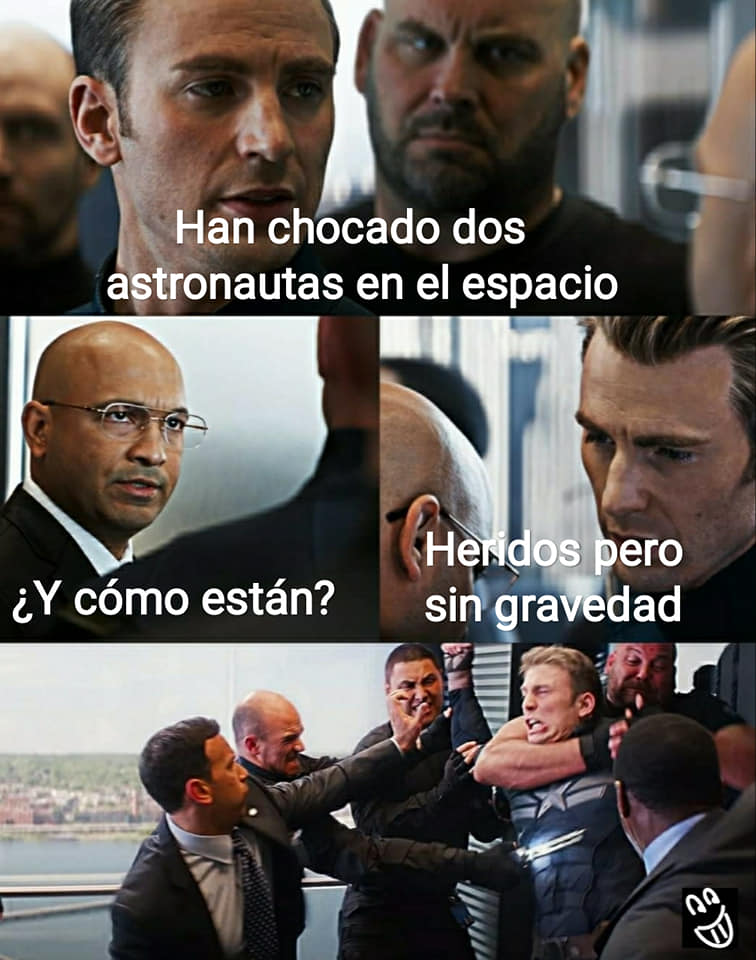 Han chocado dos
astronautas en el espacio
¿Y cómo están?
Heridos pero
sin gravedad